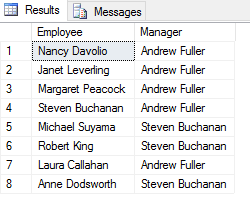 Results Messages
Employee Manager
1 Nancy Davolio Andrew Fuller
2 Janet Leverling Andrew Fuller
3 Margaret Peacock Andrew Fuller
4 Steven Buchanan Andrew Fuller
5 Michael Suyama Steven Buchanan
6 Robert King Steven Buchanan
7 Laura Callahan Andrew Fuller
8 Anne Dodsworth Steven Buchanan